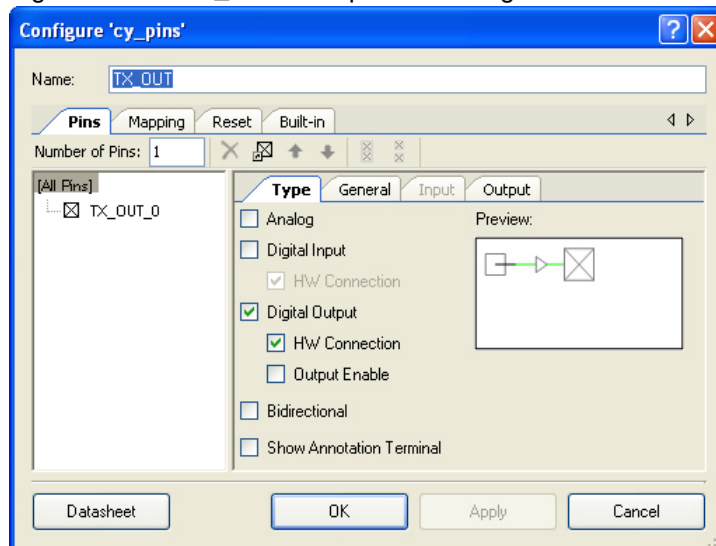 Configure 'cy_pins'
Name: TX_OUT
Pins Mapping Reset Built-in
Number of Pins: 1
[All Pins]
TX_OUT_0
Type General Input Output
Analog
Preview:
Digital Input
HW Connection
Digital Output
HW Connection
Output Enable
Bidirectional
Show Annotation Terminal
Datasheet OK Apply Cancel